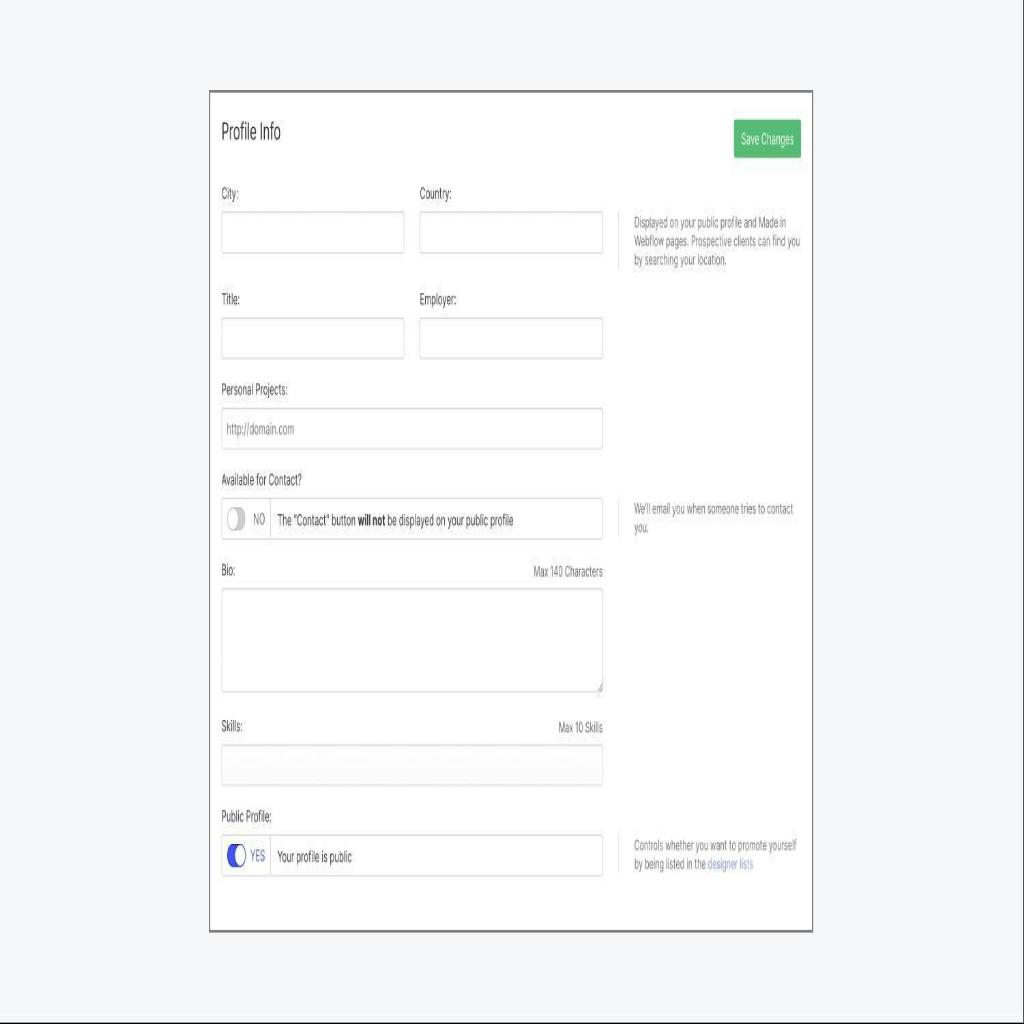 Profile Info
Save Changes
City:
Country:
Displayed on your public profile and Made in
Webflow pages. Prospective clients can find you
by searching your location.
Title:
Employer:
Personal Projects:
http://domain.com
Available for Contact?
NO
The "Contact" button will not be displayed on your public profile
We'll email you when someone tries to contact
you.
Bio:
Max 140 Characters
Skills:
Max 10 Skills
Public Profile:
YES
Your profile is public
Controls whether you want to promote yourself
by being listed in the designer lists